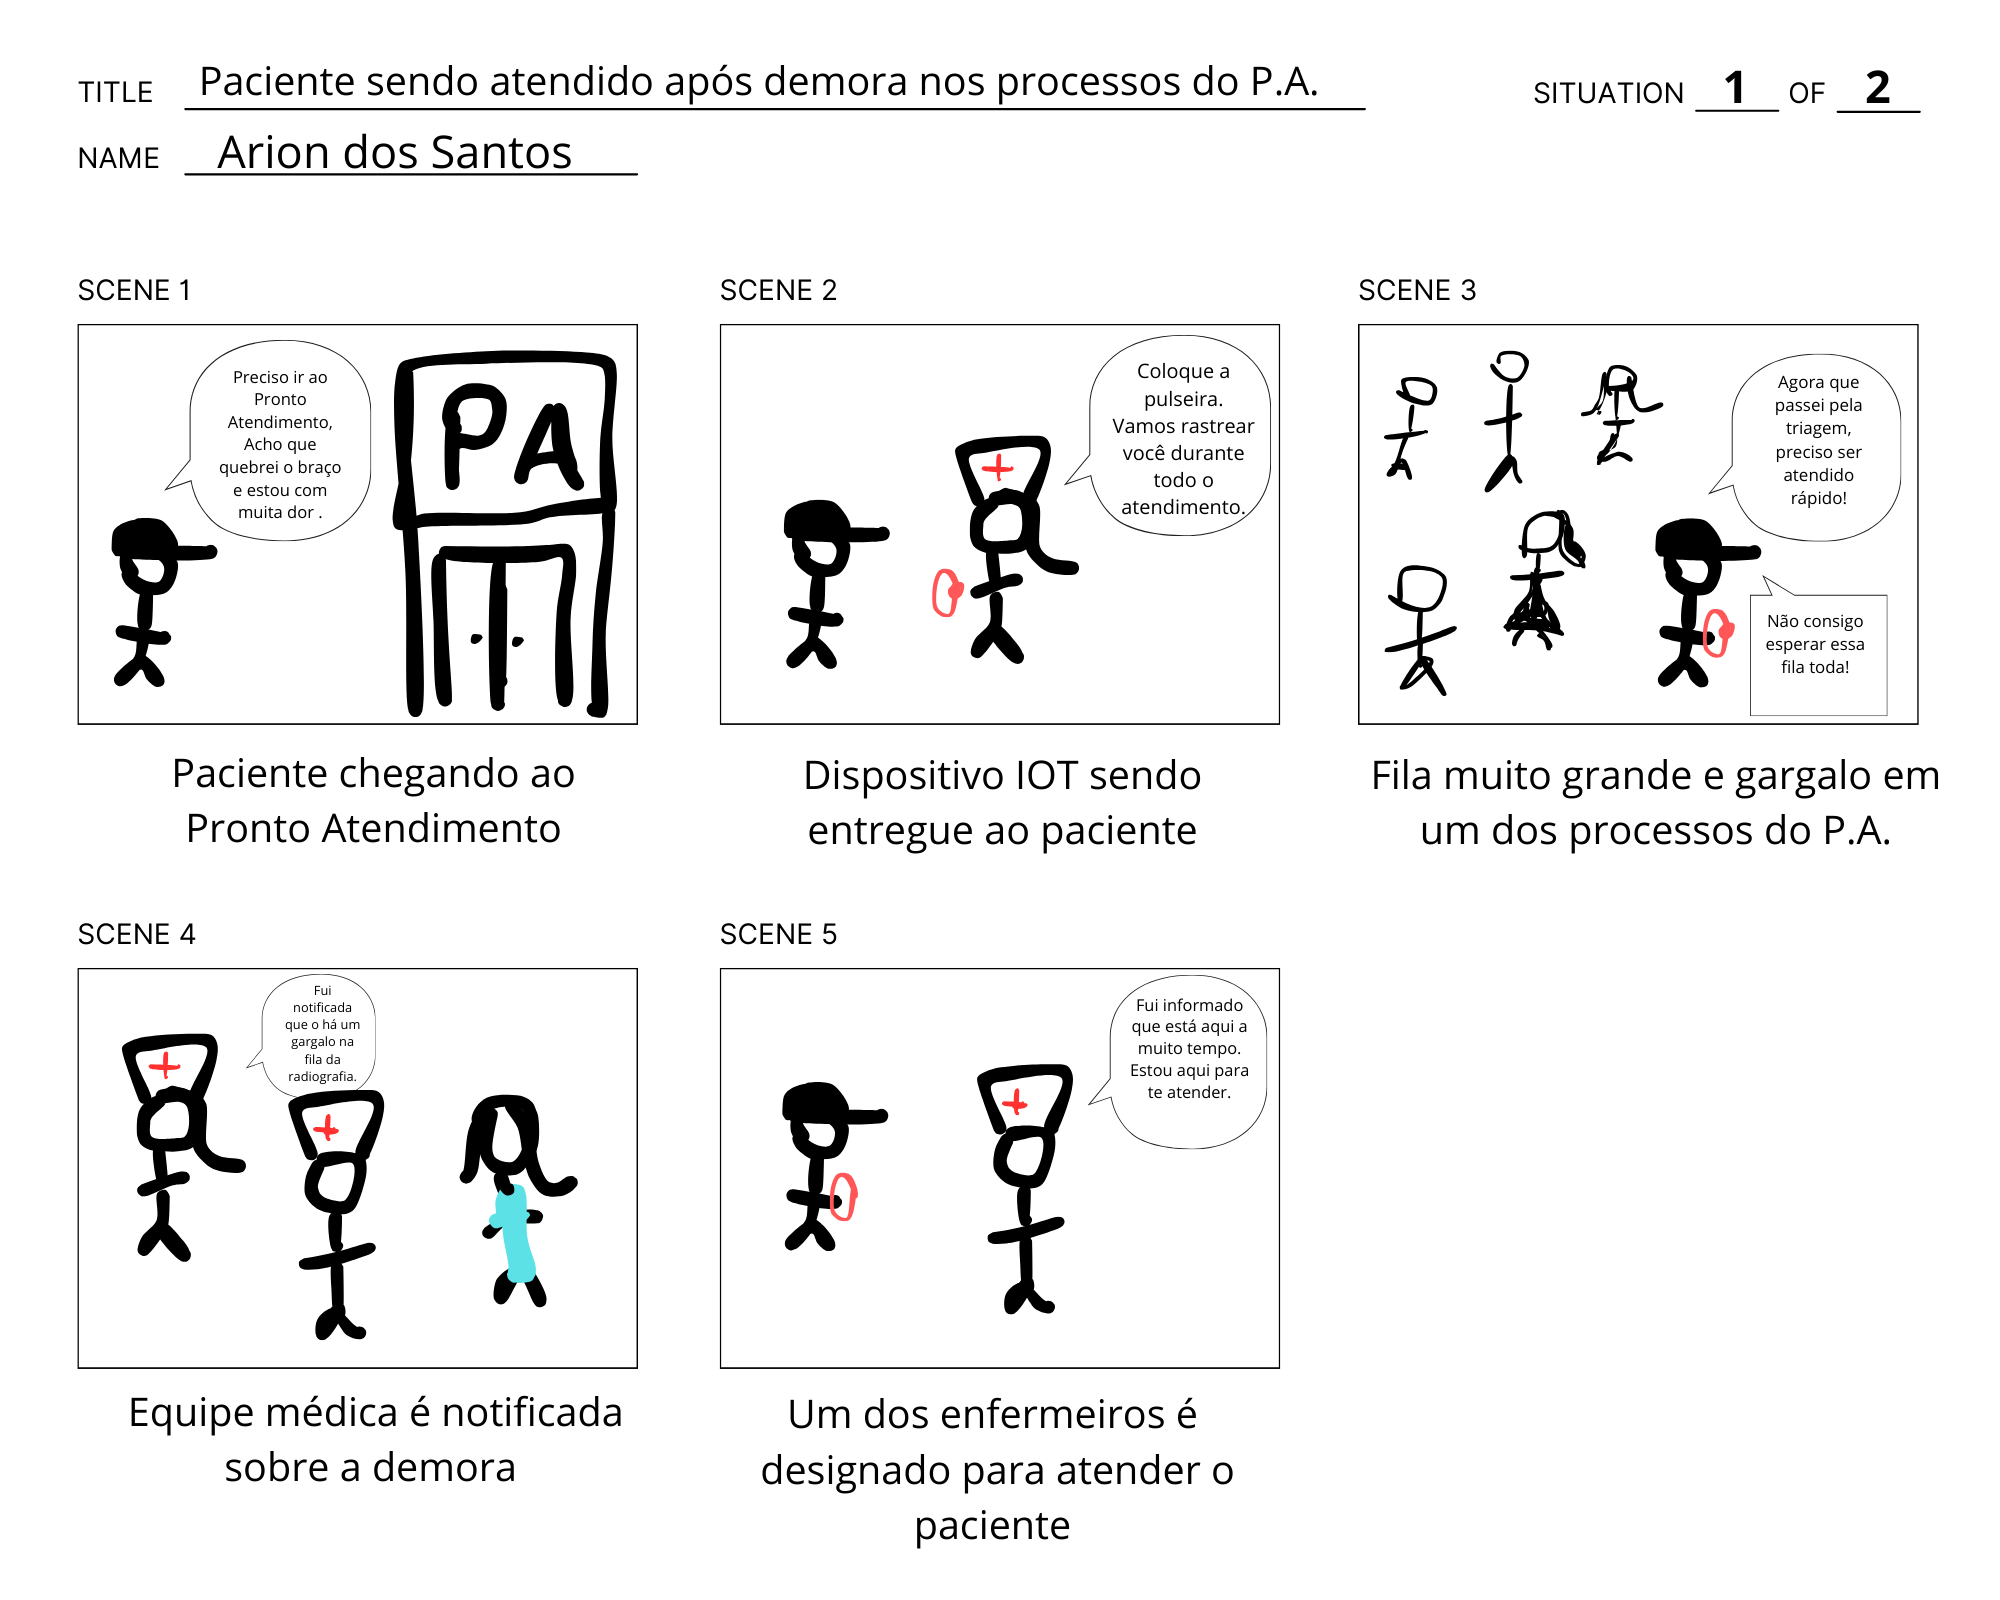 TITLE Paciente sendo atendido após demora nos processos do P.A.
SITUATION 1 OF 2
NAME Arion dos Santos
SCENE 1
Preciso ir ao
Pronto
Atendimento,
Acho que
quebrei o braço
e estou com
muita dor .
PA
Paciente chegando ao
Pronto Atendimento
SCENE 2
Coloque a
pulseira.
Vamos rastrear
você durante
todo o
atendimento.
Dispositivo IOT sendo
entregue ao paciente
SCENE 3
Agora que
passei pela
triagem,
preciso ser
atendido
rápido!
Não consigo
esperar essa
fila toda!
Fila muito grande e gargalo em
um dos processos do P.A.
SCENE 4
Fui
notificada
que o há um
gargalo na
fila da
radiografia.
Equipe médica é notificada
sobre a demora
SCENE 5
Fui informado
que está aqui a
muito tempo.
Estou aqui para
te atender.
Um dos enfermeiros é
designado para atender o
paciente